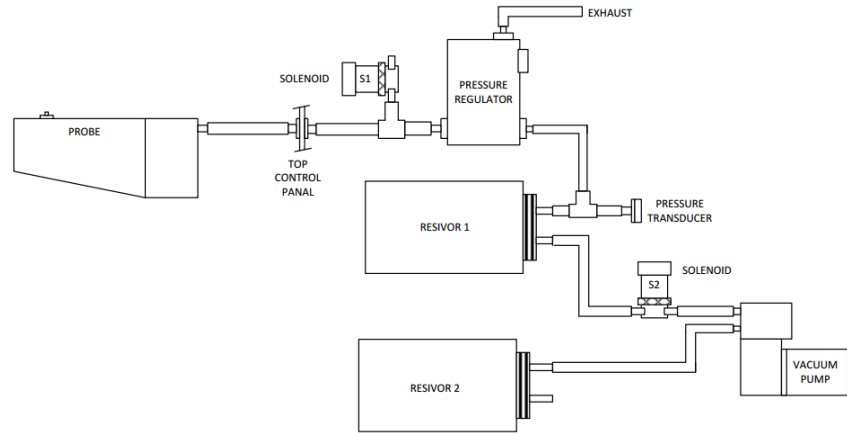 EXHAUST
SOLENOID
S1
PRESSURE
REGULATOR
PROBE
TOP
CONTROL
PANAL
RESIVOR 1
PRESSURE
TRANSDUCER
SOLENOID
S2
RESIVOR 2
VACUUM
PUMP